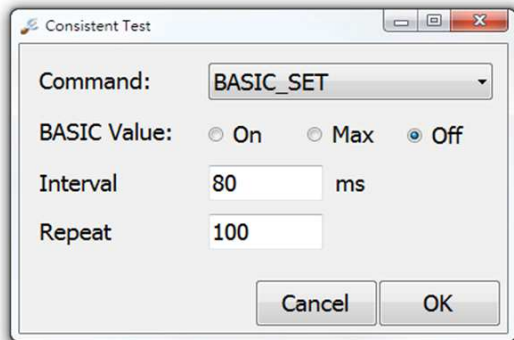 Consistent Test
Command: BASIC_SET
BASIC Value: On Max Off
Interval 80 ms
Repeat 100
Cancel OK